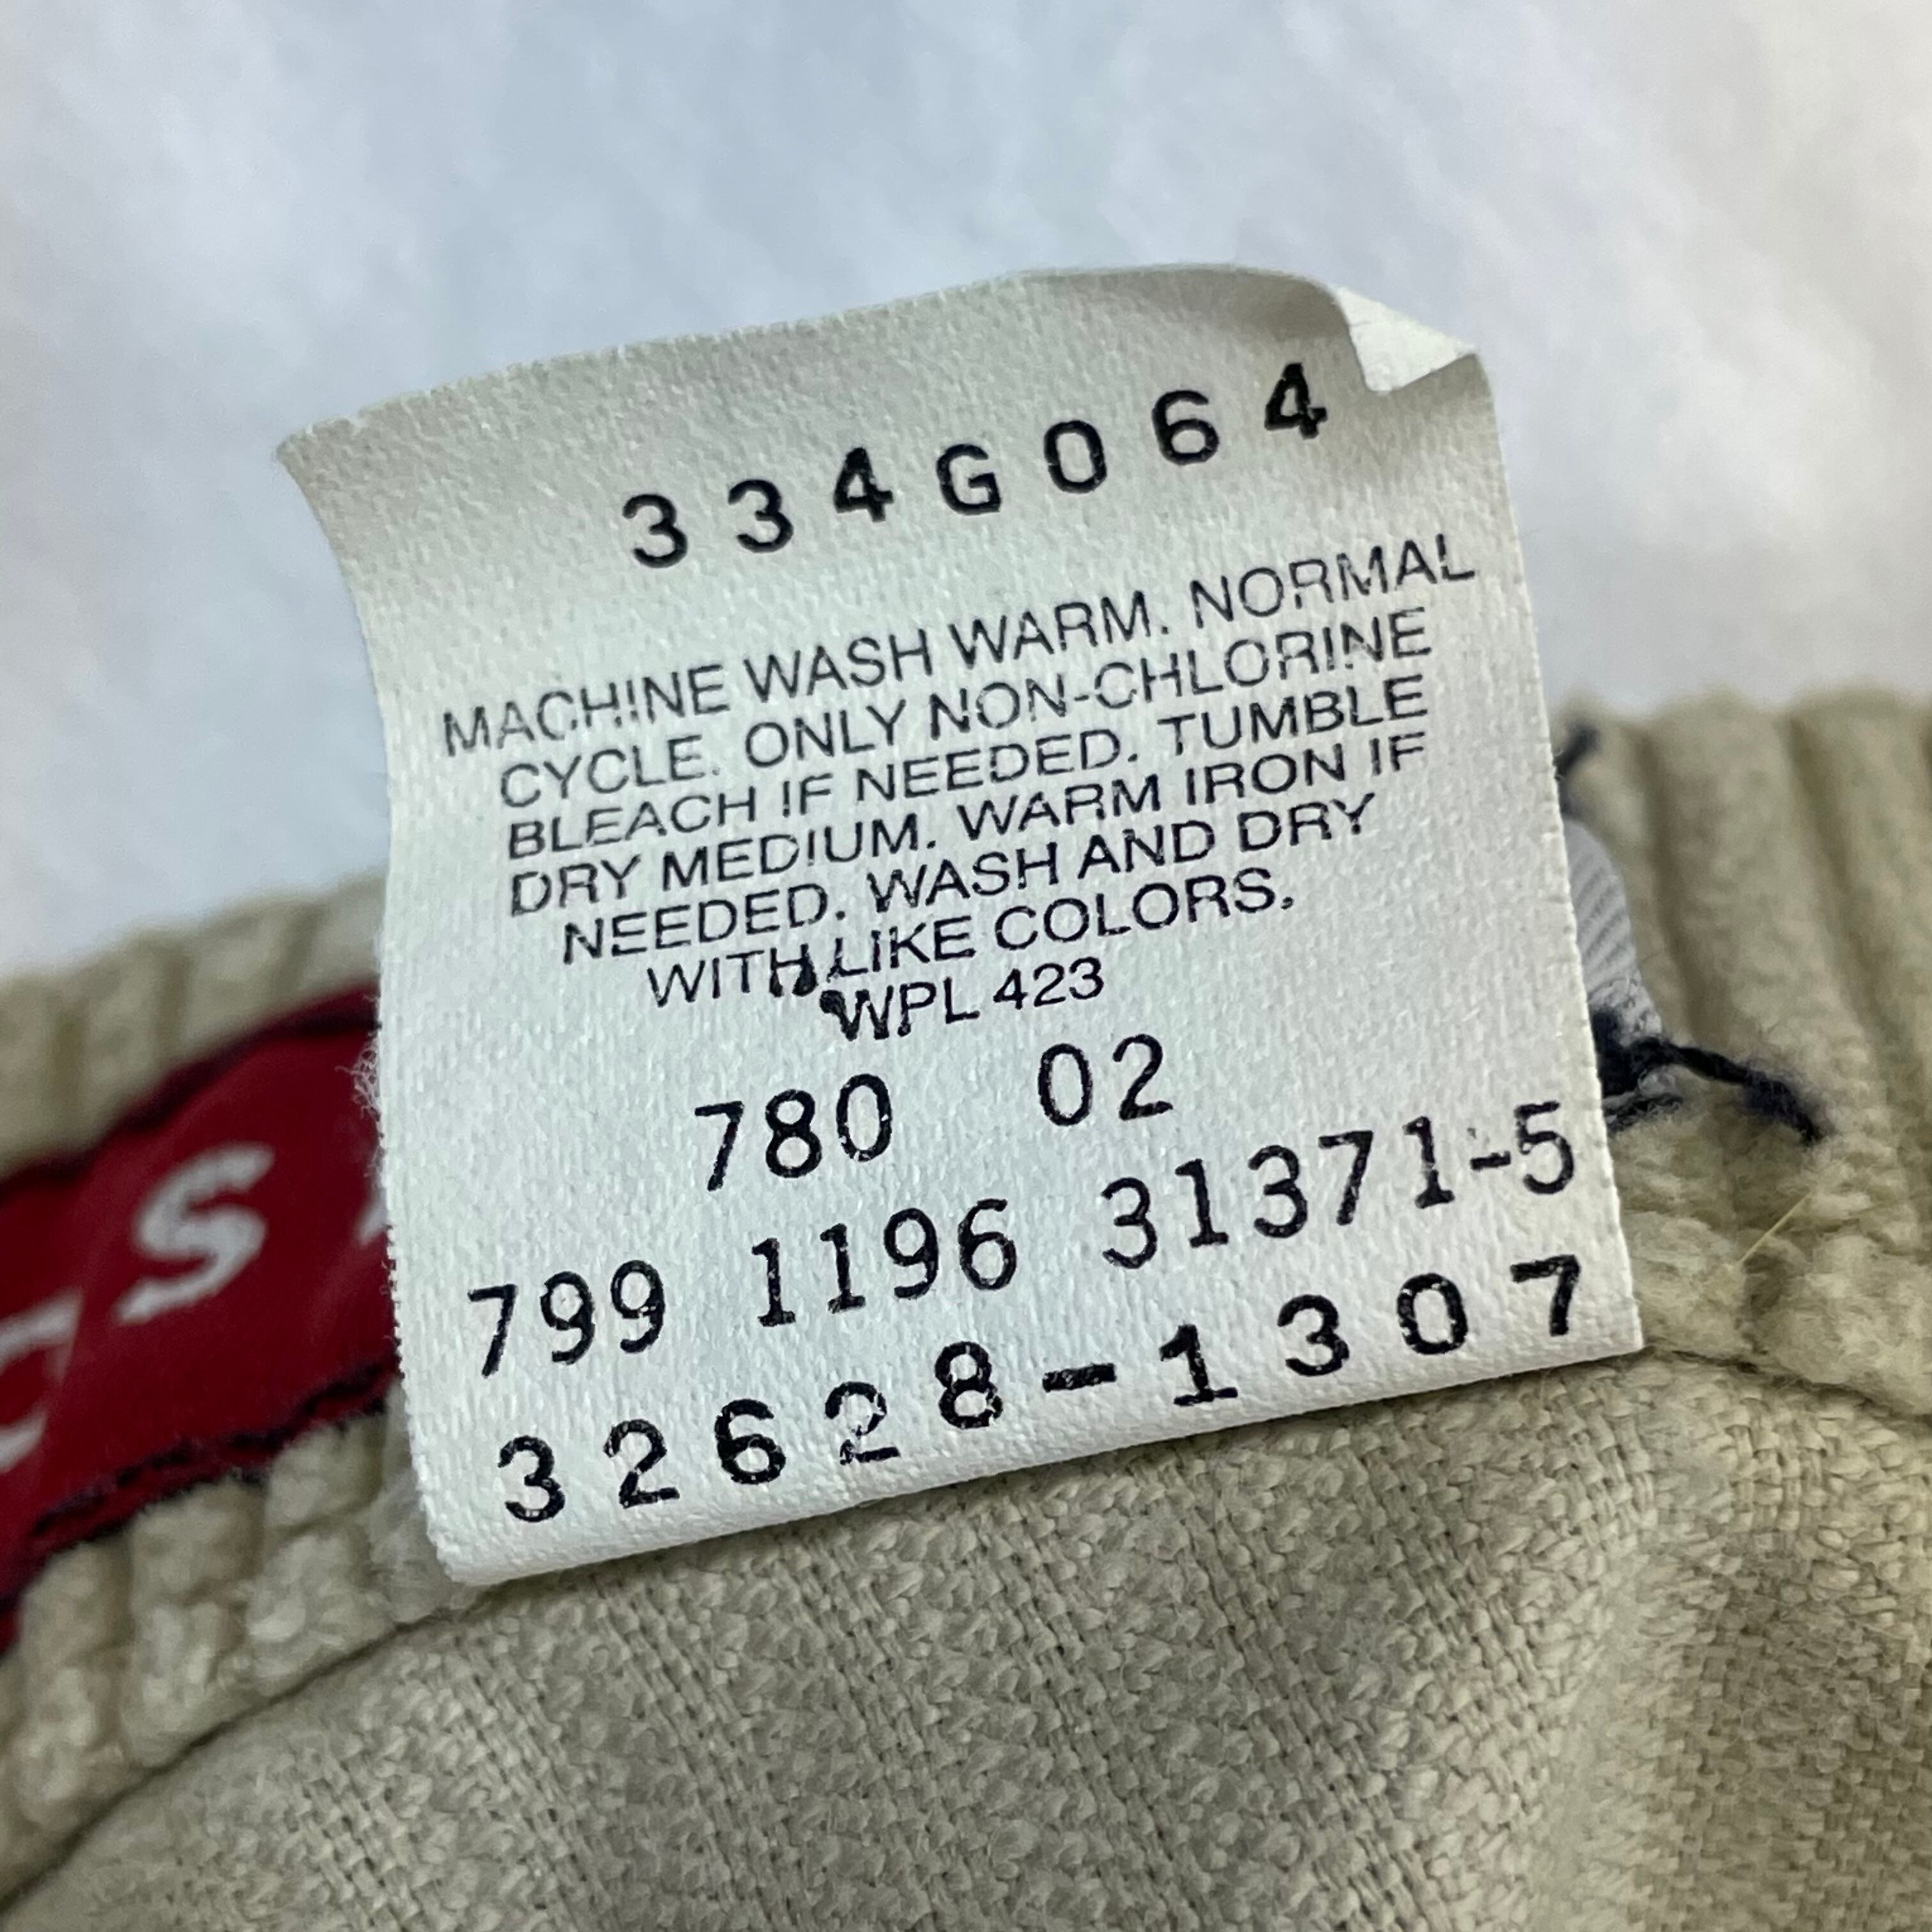 334G064
MACHINE WASH WARM. NORMAL
CYCLE. ONLY NON-CHLORINE
BLEACH IF NEEDED. TUMBLE
DRY MEDIUM. WARM IRON IF
NEEDED. WASH AND DRY
WITH LIKE COLORS.
WPL 423
780 02
799 1196 31371-5
32628-1307